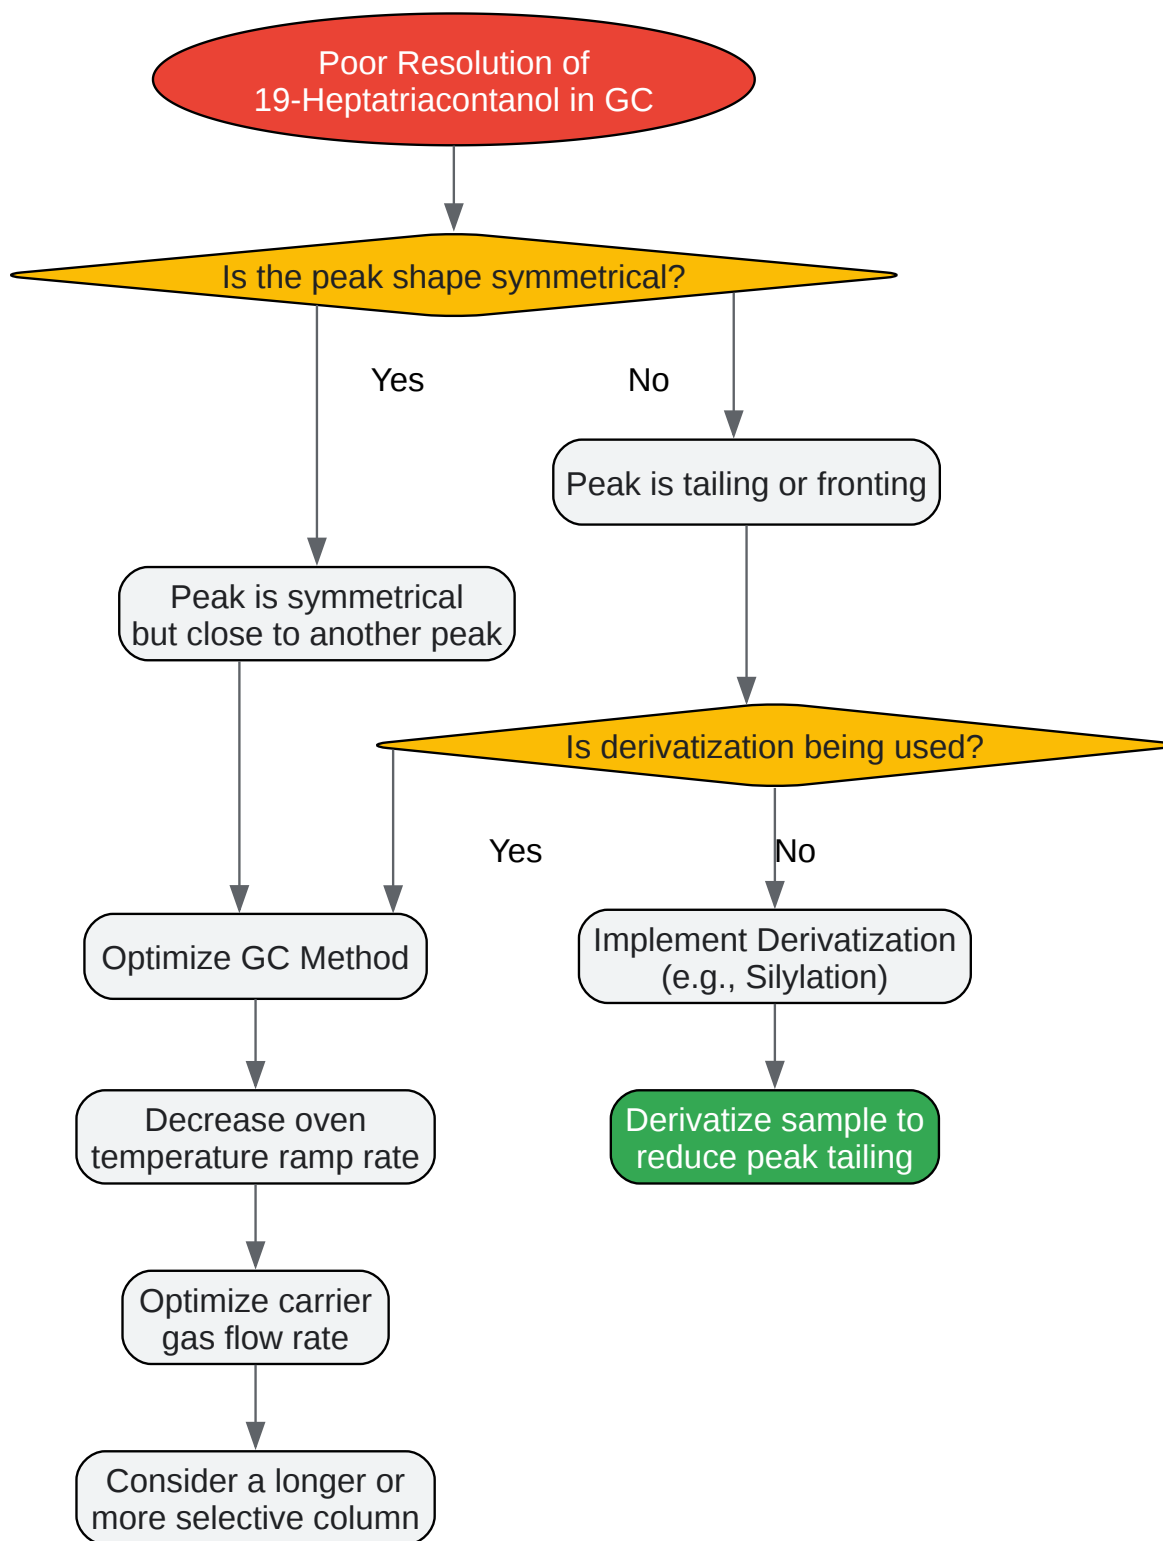 Poor Resolution of
19-Heptatriacontanol in GC
Is the peak shape symmetrical?
Yes
No
Peak is tailing or fronting
Peak is symmetrical
but close to another peak
Is derivatization being used?
Yes
No
Optimize GC Method
Implement Derivatization
(e.g., Silylation)
Decrease oven
temperature ramp rate
Derivatize sample to
reduce peak tailing
Optimize carrier
gas flow rate
Consider a longer or
more selective column